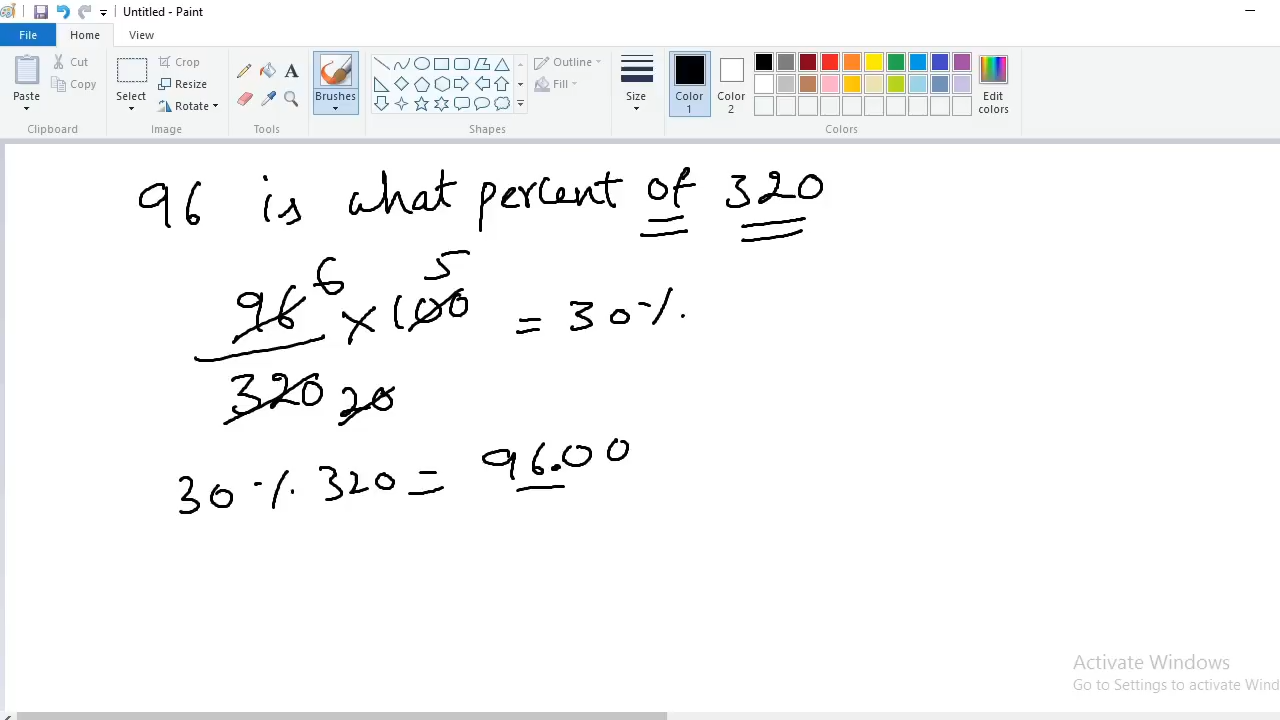 Untitled - Paint
File Home View
Paste Cut Copy Select Crop Resize Rotate Brushes Outline Fill Size Color 1 Color 2 Edit colors
Clipboard Image Tools Shapes Colors
96 is what percent of 320
96 6 × 100 5 = 30%
320 20
30% 320 = 96.00
Activate Windows
Go to Settings to activate Wind